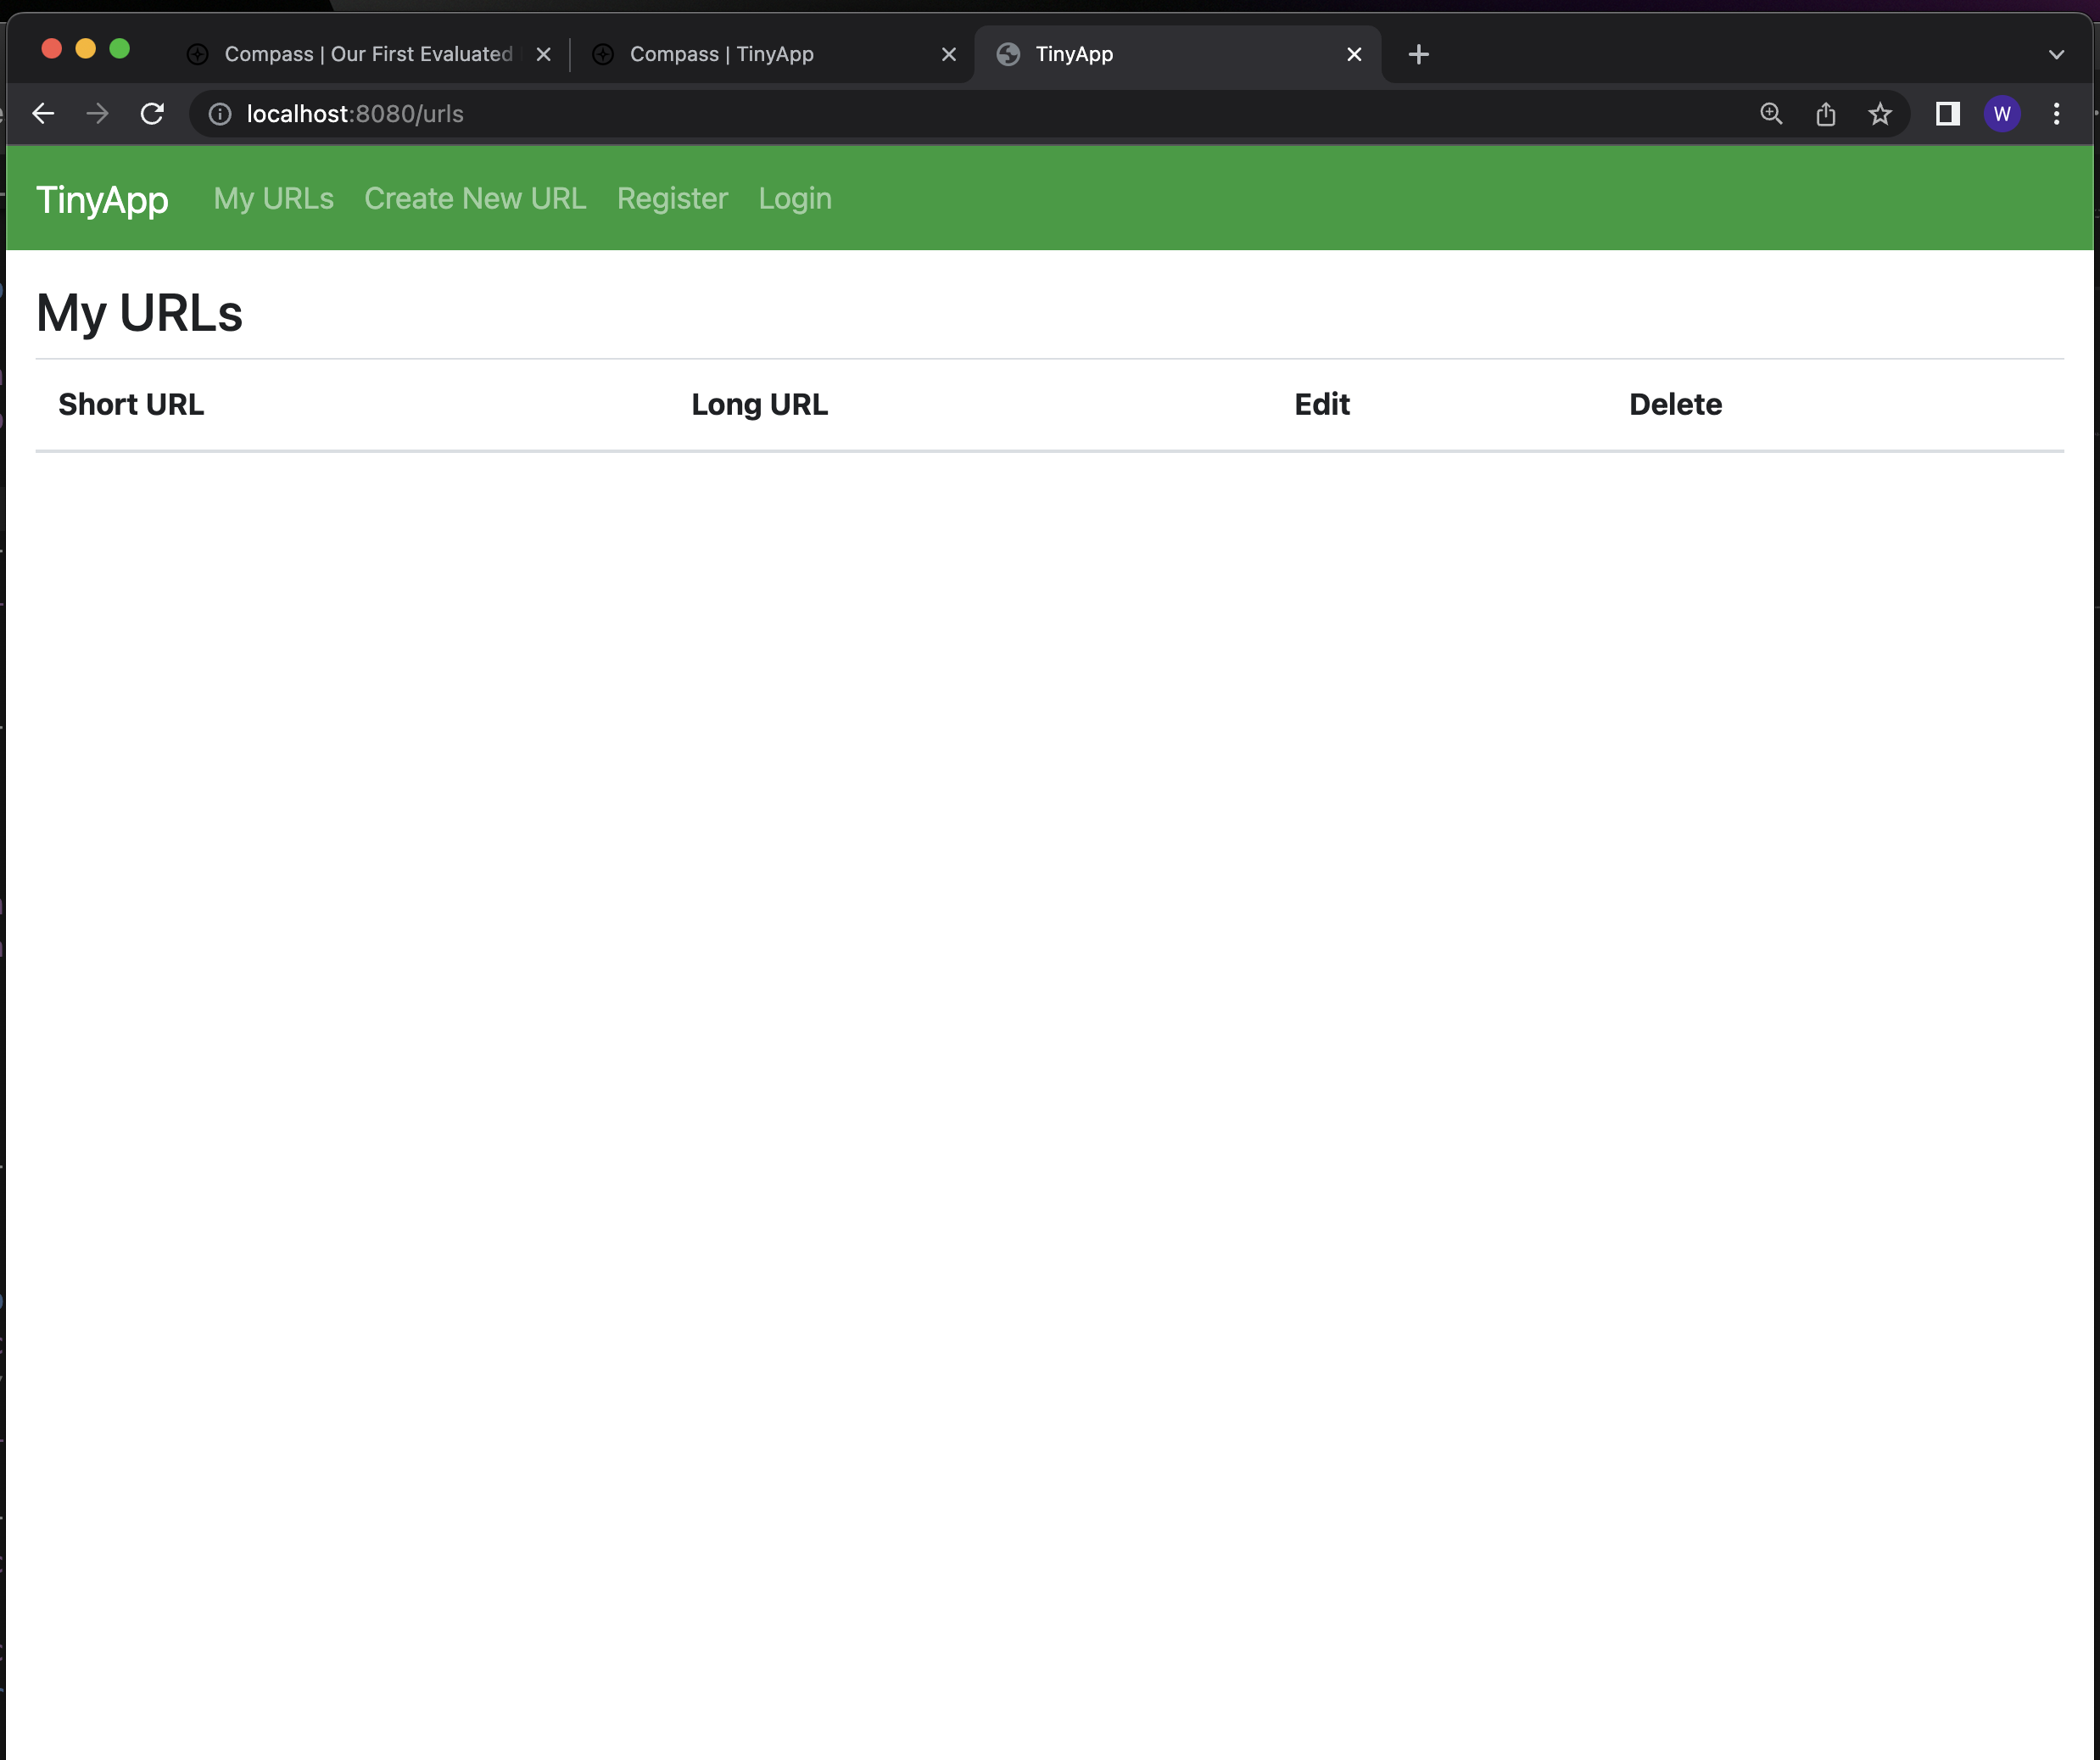 Compass | Our First Evaluated
Compass | TinyApp
TinyApp
localhost:8080/urls
W
TinyApp My URLs Create New URL Register Login
My URLs
Short URL Long URL Edit Delete